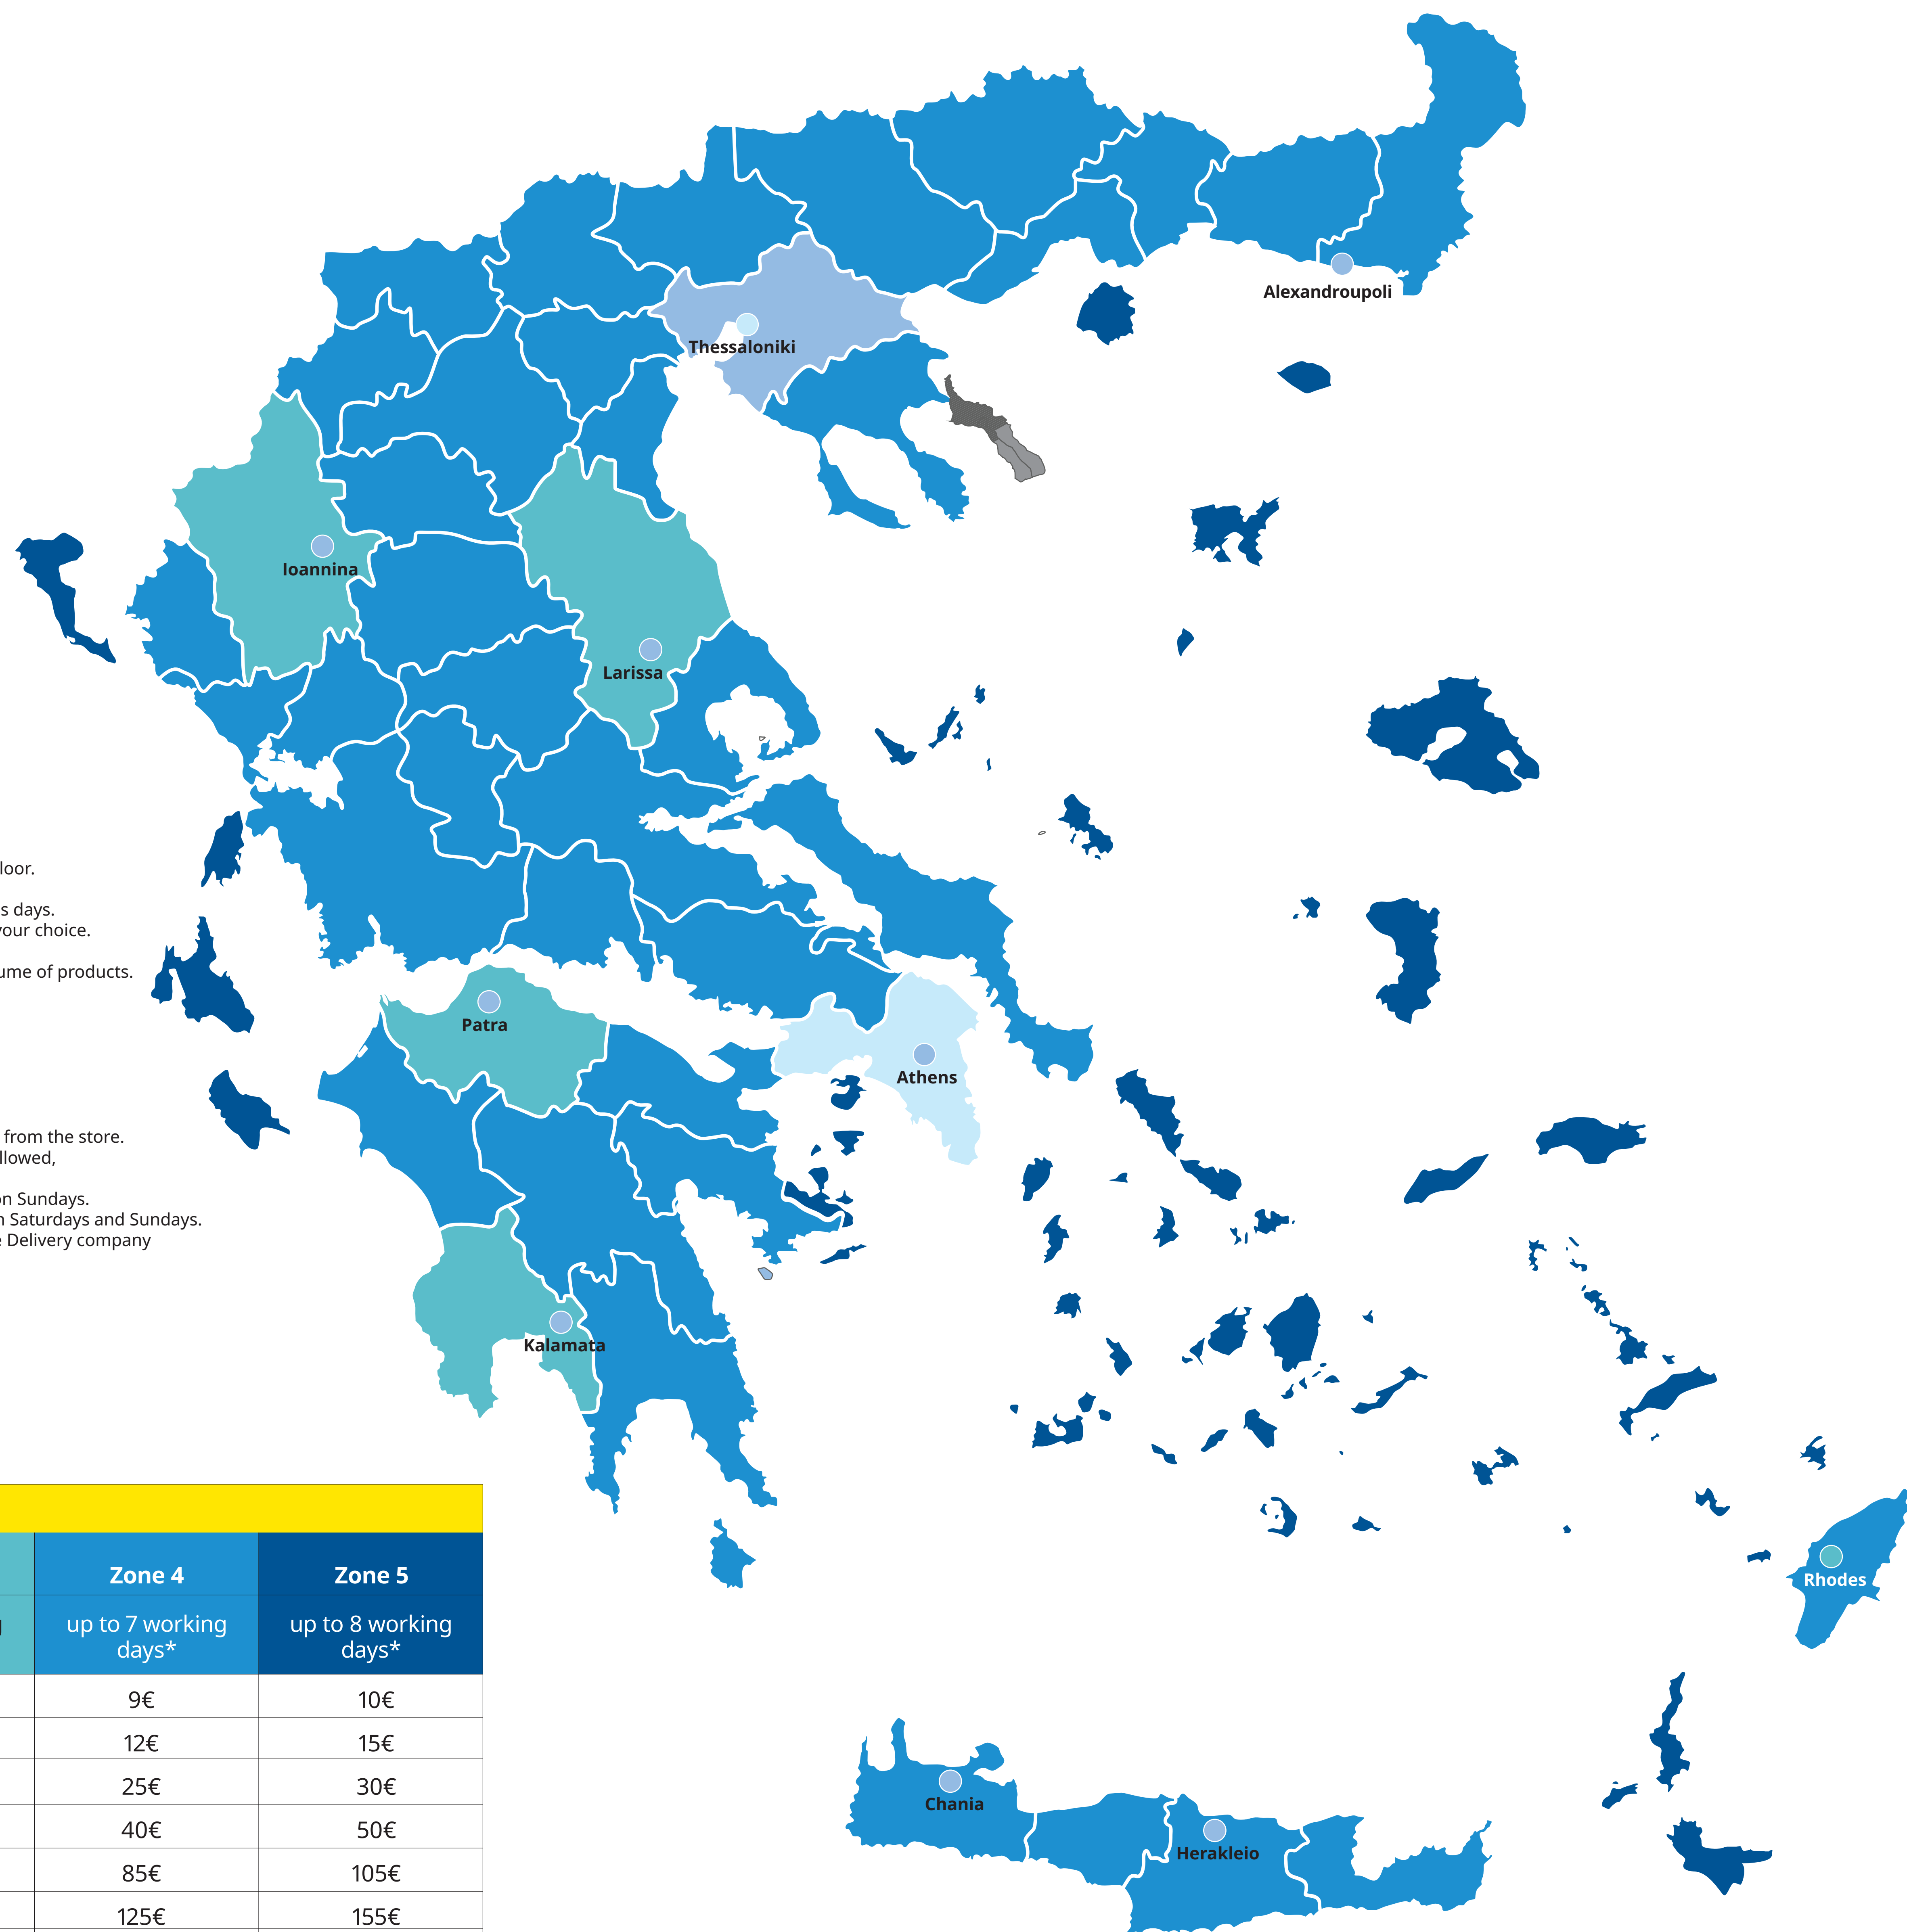 Alexandroupoli
Thessaloniki
Ioannina
Larissa
loor.
s days.
your choice.
ume of products.
Patra
Athens
from the store.
llowed,
on Sundays.
n Saturdays and Sundays.
e Delivery company
Kalamata
Rhodes
Zone 4 Zone 5
up to 7 working up to 8 working
days* days*
9€ 10€
12€ 15€
25€ 30€
40€ 50€
85€ 105€
125€ 155€
Chania
Herakleio